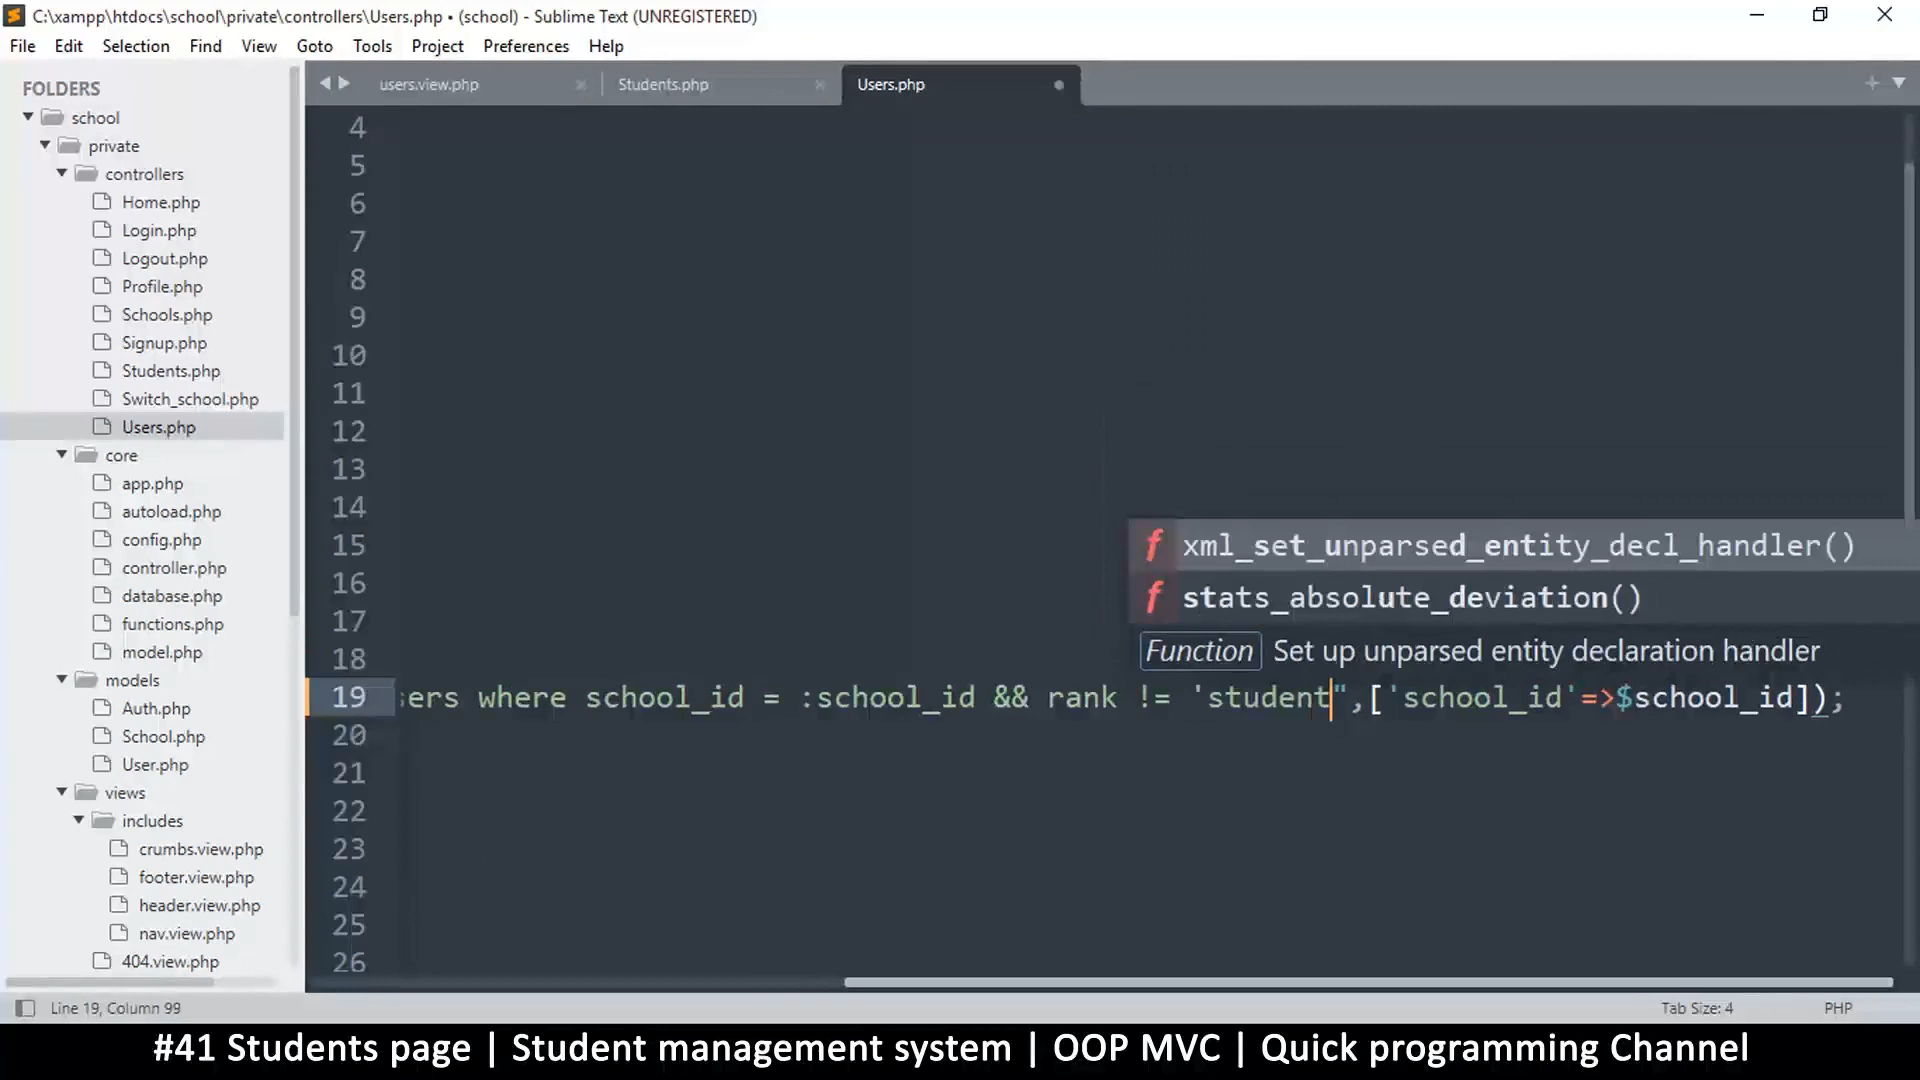 C:\xampp\htdocs\school\private\controllers\Users.php • (school) - Sublime Text (UNREGISTERED)
File Edit Selection Find View Goto Tools Project Preferences Help
FOLDERS
school
private
controllers
Home.php
Login.php
Logout.php
Profile.php
Schools.php
Signup.php
Students.php
Switch_school.php
Users.php
core
app.php
autoload.php
config.php
controller.php
database.php
functions.php
model.php
models
Auth.php
School.php
User.php
views
includes
crumbs.view.php
footer.view.php
header.view.php
nav.view.php
404.view.php
users.view.php Students.php Users.php
4
5
6
7
8
9
10
11
12
13
14
15
16
17
18
19 sers where school_id = :school_id && rank != 'student",['school_id'=>$school_id]);
20
21
22
23
24
25
26
f xml_set_unparsed_entity_decl_handler()
f stats_absolute_deviation()
Function Set up unparsed entity declaration handler
Line 19, Column 99 Tab Size: 4 PHP
#41 Students page | Student management system | OOP MVC | Quick programming Channel